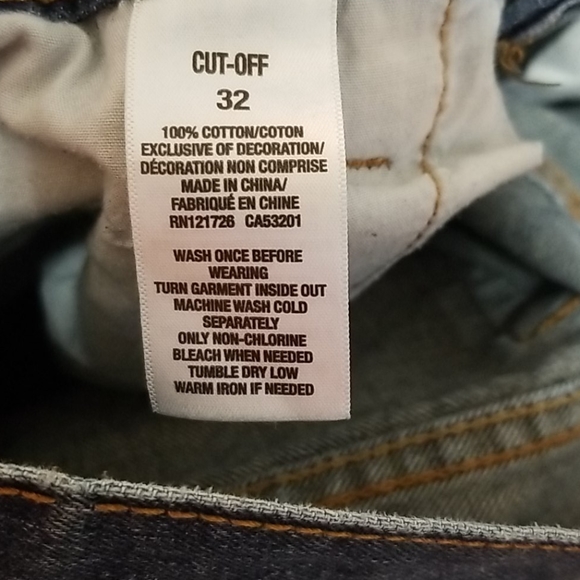 CUT-OFF
32
100% COTTON/COTON
EXCLUSIVE OF DECORATION/
DÉCORATION NON COMPRISE
MADE IN CHINA/
FABRIQUÉ EN CHINE
RN121726 CA53201
WASH ONCE BEFORE
WEARING
TURN GARMENT INSIDE OUT
MACHINE WASH COLD
SEPARATELY
ONLY NON-CHLORINE
BLEACH WHEN NEEDED
TUMBLE DRY LOW
WARM IRON IF NEEDED